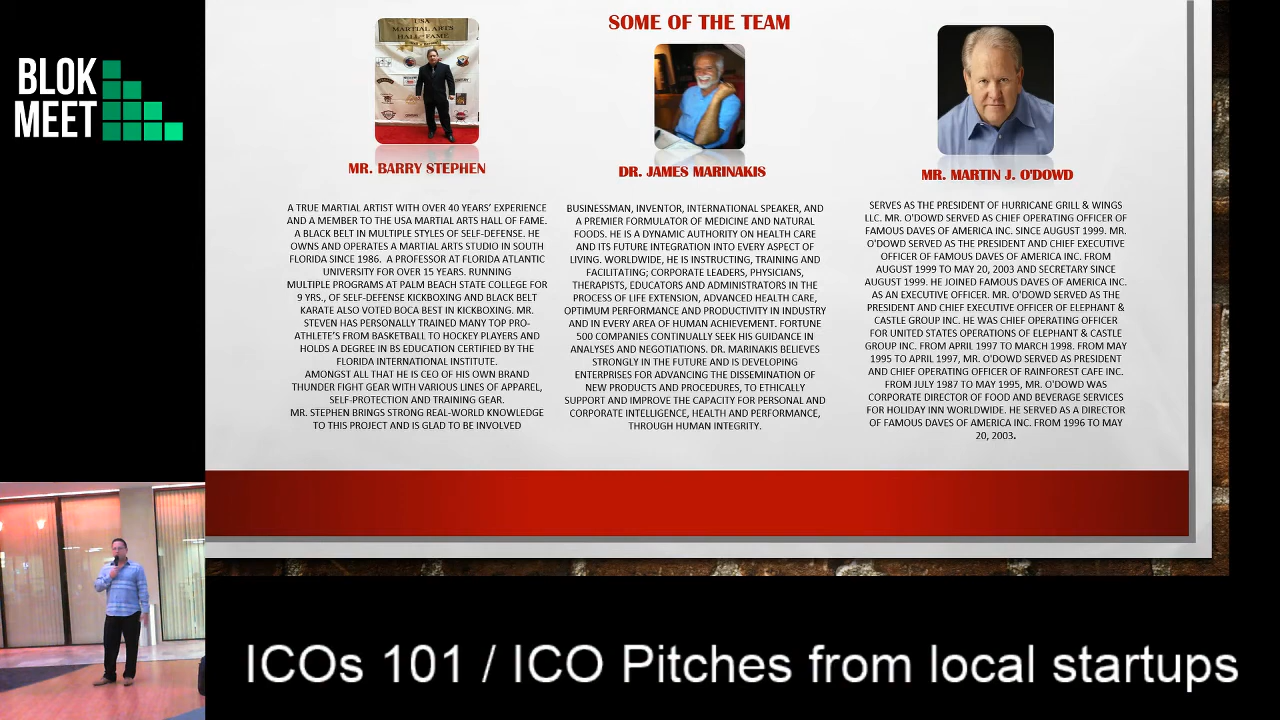 BLOK
MEET
SOME OF THE TEAM
USA
MARTIAL ARTS
HALL OF FAME
MR. BARRY STEPHEN
A TRUE MARTIAL ARTIST WITH OVER 40 YEARS' EXPERIENCE
AND A MEMBER TO THE USA MARTIAL ARTS HALL OF FAME.
A BLACK BELT IN MULTIPLE STYLES OF SELF-DEFENSE. HE
OWNS AND OPERATES A MARTIAL ARTS STUDIO IN SOUTH
FLORIDA SINCE 1986. A PROFESSOR AT FLORIDA ATLANTIC
UNIVERSITY FOR OVER 15 YEARS. RUNNING
MULTIPLE PROGRAMS AT PALM BEACH STATE COLLEGE FOR
9 YRS., OF SELF-DEFENSE KICKBOXING AND BLACK BELT
KARATE ALSO VOTED BOCA BEST IN KICKBOXING. MR.
STEVEN HAS PERSONALLY TRAINED MANY TOP PRO-
ATHLETE'S FROM BASKETBALL TO HOCKEY PLAYERS AND
HOLDS A DEGREE IN BS EDUCATION CERTIFIED BY THE
FLORIDA INTERNATIONAL INSTITUTE.
AMONGST ALL THAT HE IS CEO OF HIS OWN BRAND
THUNDER FIGHT GEAR WITH VARIOUS LINES OF APPAREL,
SELF-PROTECTION AND TRAINING GEAR.
MR. STEPHEN BRINGS STRONG REAL-WORLD KNOWLEDGE
TO THIS PROJECT AND IS GLAD TO BE INVOLVED
DR. JAMES MARINAKIS
BUSINESSMAN, INVENTOR, INTERNATIONAL SPEAKER, AND
A PREMIER FORMULATOR OF MEDICINE AND NATURAL
FOODS. HE IS A DYNAMIC AUTHORITY ON HEALTH CARE
AND ITS FUTURE INTEGRATION INTO EVERY ASPECT OF
LIVING. WORLDWIDE, HE IS INSTRUCTING, TRAINING AND
FACILITATING; CORPORATE LEADERS, PHYSICIANS,
THERAPISTS, EDUCATORS AND ADMINISTRATORS IN THE
PROCESS OF LIFE EXTENSION, ADVANCED HEALTH CARE,
OPTIMUM PERFORMANCE AND PRODUCTIVITY IN INDUSTRY
AND IN EVERY AREA OF HUMAN ACHIEVEMENT. FORTUNE
500 COMPANIES CONTINUALLY SEEK HIS GUIDANCE IN
ANALYSES AND NEGOTIATIONS. DR. MARINAKIS BELIEVES
STRONGLY IN THE FUTURE AND IS DEVELOPING
ENTERPRISES FOR ADVANCING THE DISSEMINATION OF
NEW PRODUCTS AND PROCEDURES, TO ETHICALLY
SUPPORT AND IMPROVE THE CAPACITY FOR PERSONAL AND
CORPORATE INTELLIGENCE, HEALTH AND PERFORMANCE,
THROUGH HUMAN INTEGRITY.
MR. MARTIN J. O'DOWD
SERVES AS THE PRESIDENT OF HURRICANE GRILL & WINGS
LLC. MR. O'DOWD SERVED AS CHIEF OPERATING OFFICER OF
FAMOUS DAVES OF AMERICA INC. SINCE AUGUST 1999. MR.
O'DOWD SERVED AS THE PRESIDENT AND CHIEF EXECUTIVE
OFFICER OF FAMOUS DAVES OF AMERICA INC. FROM
AUGUST 1999 TO MAY 20, 2003 AND SECRETARY SINCE
AUGUST 1999. HE JOINED FAMOUS DAVES OF AMERICA INC.
AS AN EXECUTIVE OFFICER. MR. O'DOWD SERVED AS THE
PRESIDENT AND CHIEF EXECUTIVE OFFICER OF ELEPHANT &
CASTLE GROUP INC. HE WAS CHIEF OPERATING OFFICER
FOR UNITED STATES OPERATIONS OF ELEPHANT & CASTLE
GROUP INC. FROM APRIL 1997 TO MARCH 1998. FROM MAY
1995 TO APRIL 1997, MR. O'DOWD SERVED AS PRESIDENT
AND CHIEF OPERATING OFFICER OF RAINFOREST CAFE INC.
FROM JULY 1987 TO MAY 1995, MR. O'DOWD WAS
CORPORATE DIRECTOR OF FOOD AND BEVERAGE SERVICES
FOR HOLIDAY INN WORLDWIDE. HE SERVED AS A DIRECTOR
OF FAMOUS DAVES OF AMERICA INC. FROM 1996 TO MAY
20, 2003.
ICOs 101 / ICO Pitches from local startups